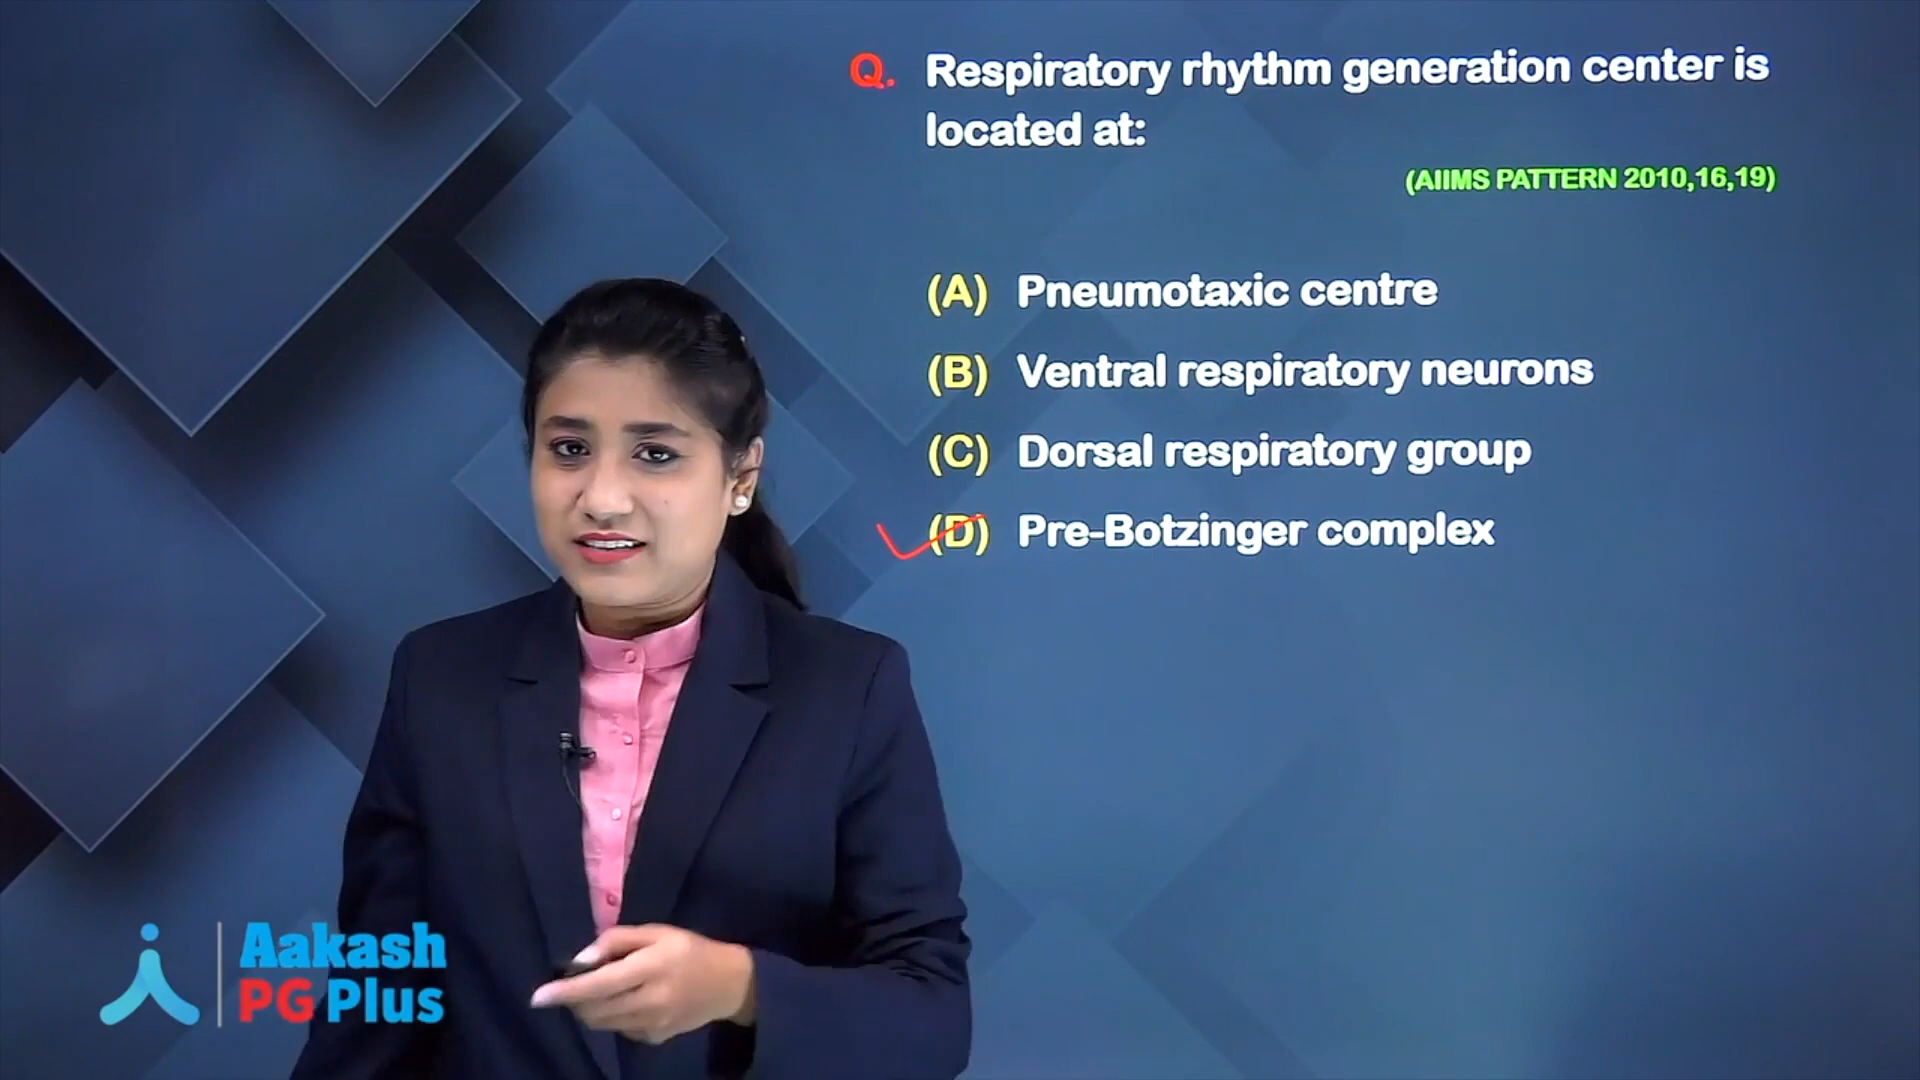 Q. Respiratory rhythm generation center is
located at:
(AIIMS PATTERN 2010,16,19)
(A) Pneumotaxic centre
(B) Ventral respiratory neurons
(C) Dorsal respiratory group
(D) Pre-Botzinger complex
Aakash
PG Plus